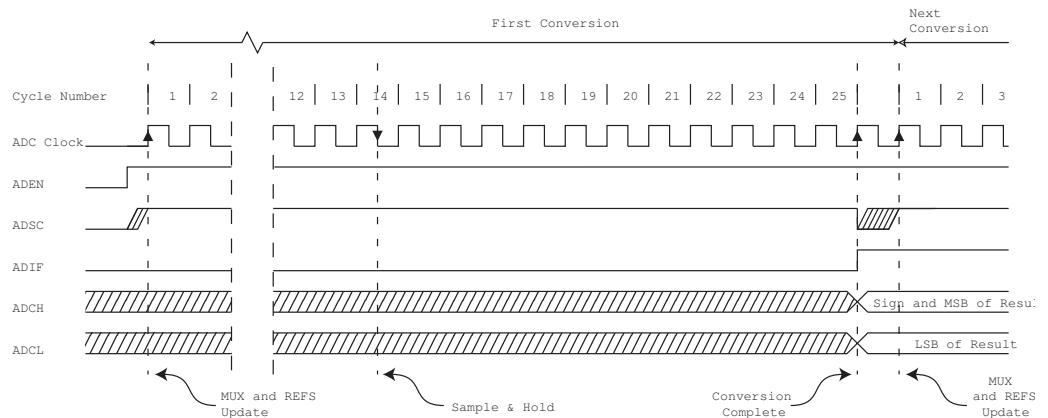 First Conversion
Next
Conversion
Cycle Number 1 2 12 13 14 15 16 17 18 19 20 21 22 23 24 25 1 2 3
ADC Clock
ADEN
ADSC
ADIF
ADCH Sign and MSB of Resul
ADCL LSB of Result
MUX and REFS
Update
Sample & Hold
Conversion
Complete
MUX
and REFS
Update